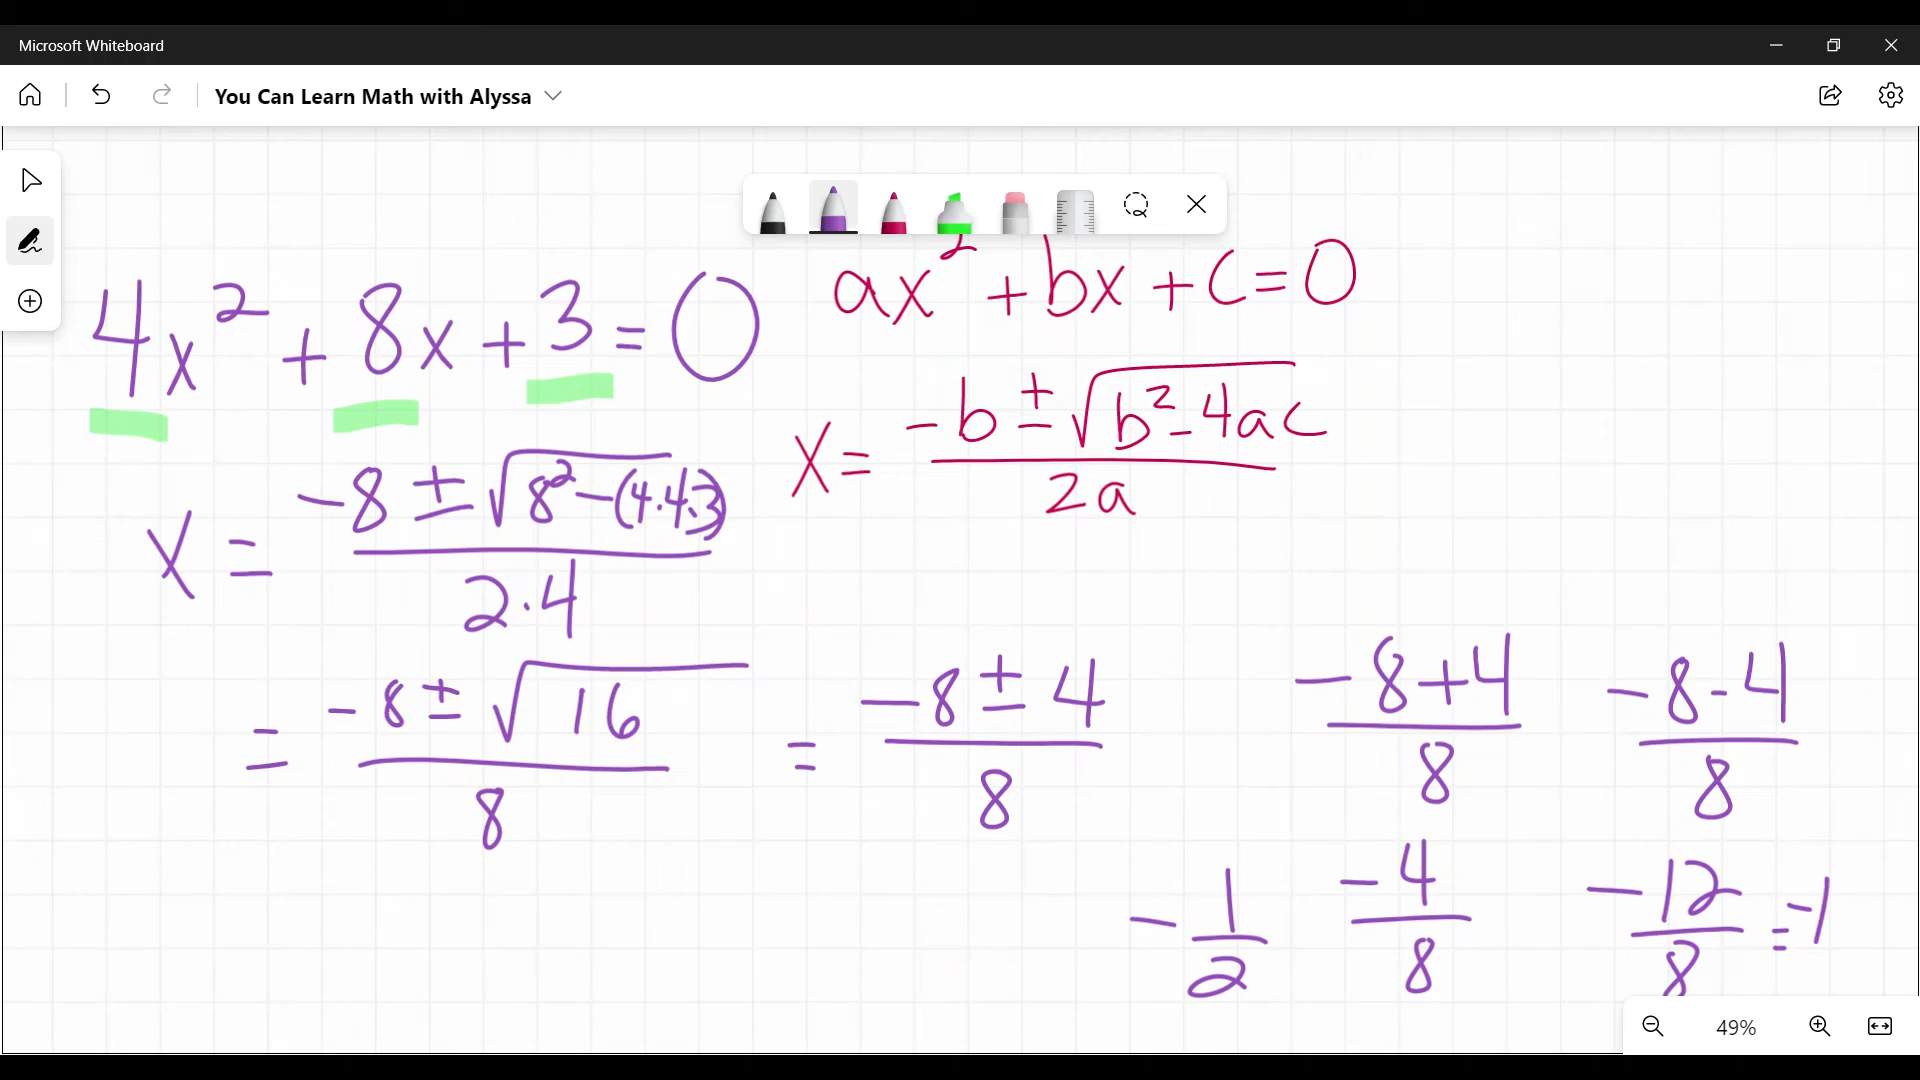 Microsoft Whiteboard
You Can Learn Math with Alyssa
ax² + bx + c = 0
4x² + 8x + 3 = 0
x = (-b ± √(b² - 4ac)) / 2a
x = (-8 ± √(8² - (4·4·3))) / 2·4
= (-8 ± √16) / 8 = (-8 ± 4) / 8
(-8 + 4) / 8
(-8 - 4) / 8
-1/2
-4/8
-12/8 = -1
49%